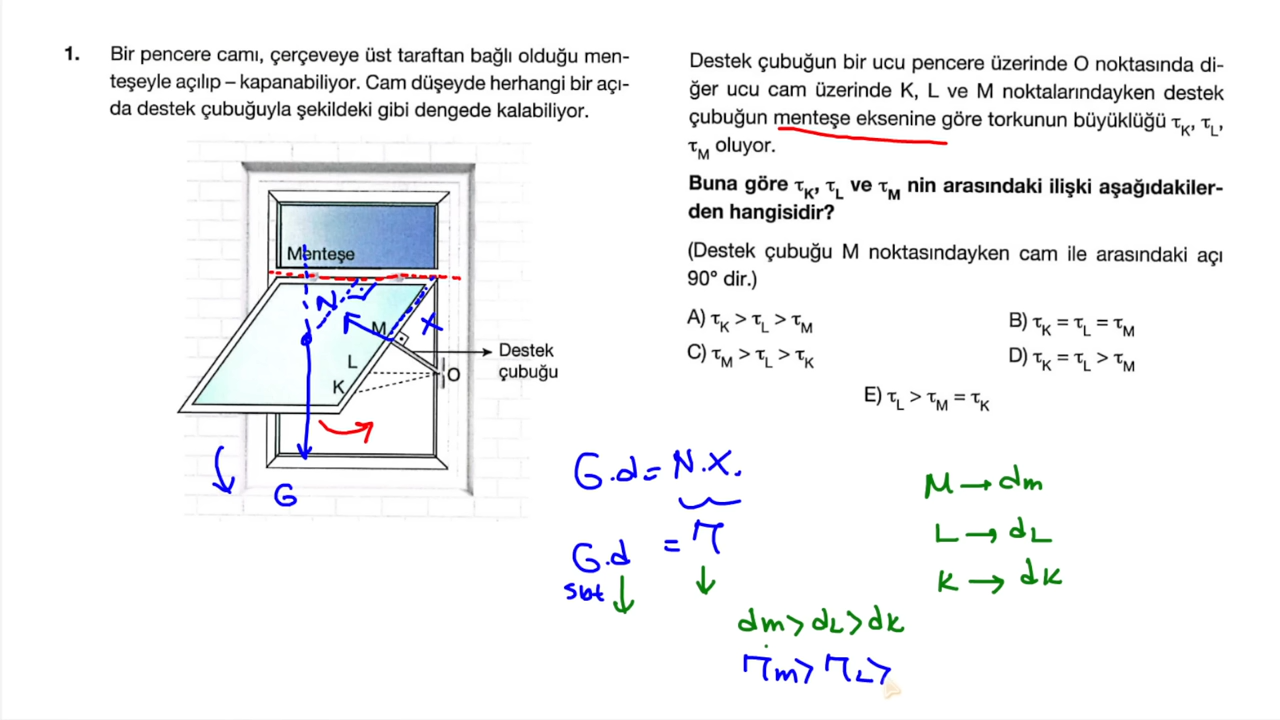 1. Bir pencere camı, çerçeveye üst taraftan bağlı olduğu men-
teşeyle açılıp – kapanabiliyor. Cam düşeyde herhangi bir açı-
da destek çubuğuyla şekildeki gibi dengede kalabiliyor.
Menteşe
N
d
M
X
L
K
O
Destek
çubuğu
G
Destek çubuğun bir ucu pencere üzerinde O noktasında di-
ğer ucu cam üzerinde K, L ve M noktalarındayken destek
çubuğun menteşe eksenine göre torkunun büyüklüğü τK, τL,
τM oluyor.
Buna göre τK, τL ve τM nin arasındaki ilişki aşağıdakiler-
den hangisidir?
(Destek çubuğu M noktasındayken cam ile arasındaki açı
90° dir.)
A) τK > τL > τM
B) τK = τL = τM
C) τM > τL > τK
D) τK = τL > τM
E) τL > τM = τK
G.d = N.X.
G.d = τ
sbt ↓ ↓
M → dm
L → dL
K → dK
dm > dL > dK
τm > τL >